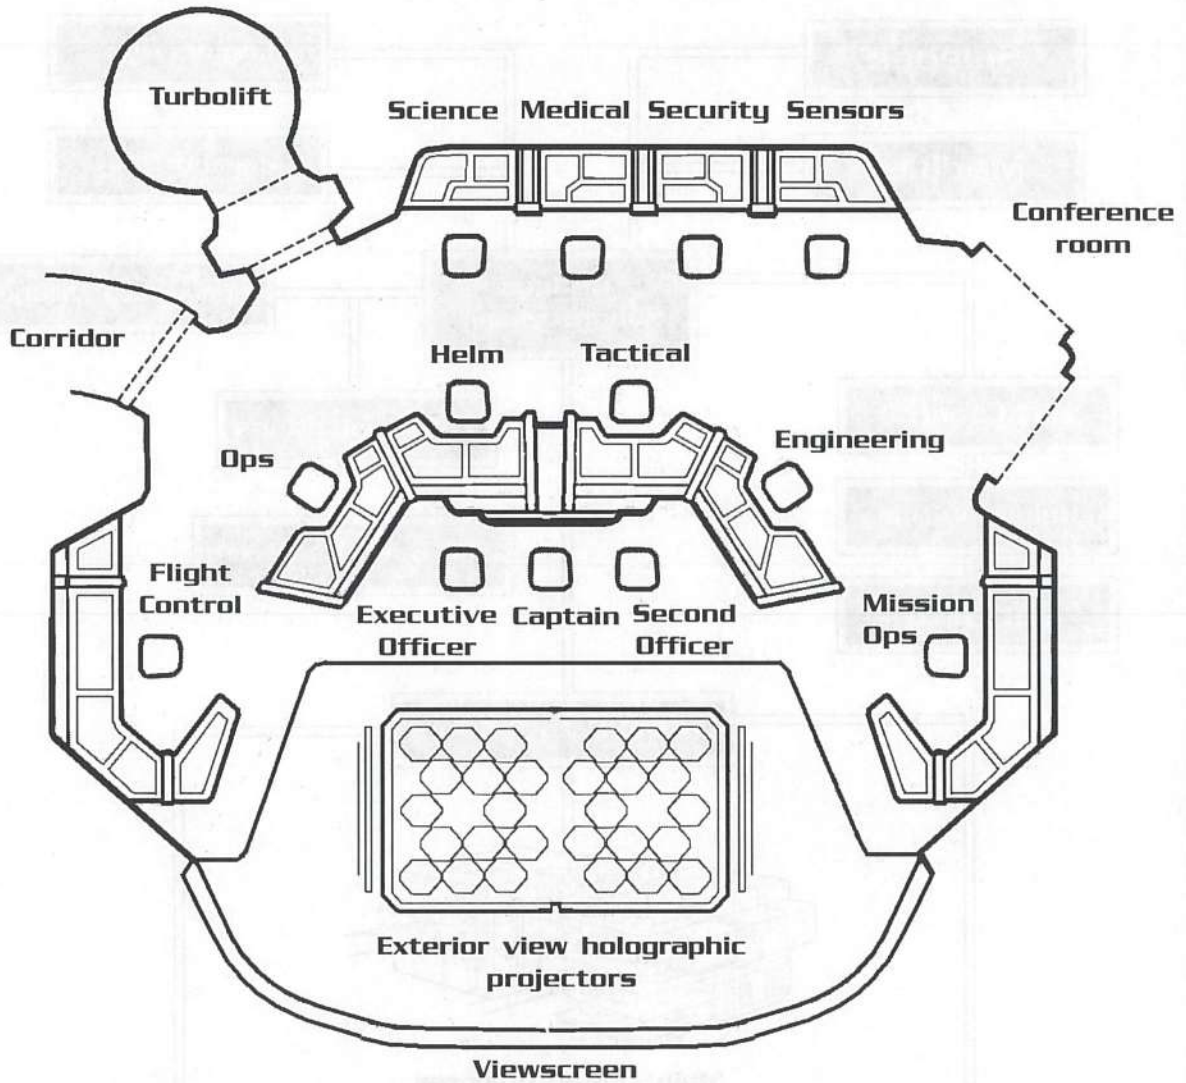 Turbolift
Science Medical Security Sensors
Conference
room
Corridor
Helm
Tactical
Ops
Engineering
Flight
Control
Executive
Officer
Captain
Second
Officer
Mission
Ops
Exterior view holographic
projectors
Viewscreen